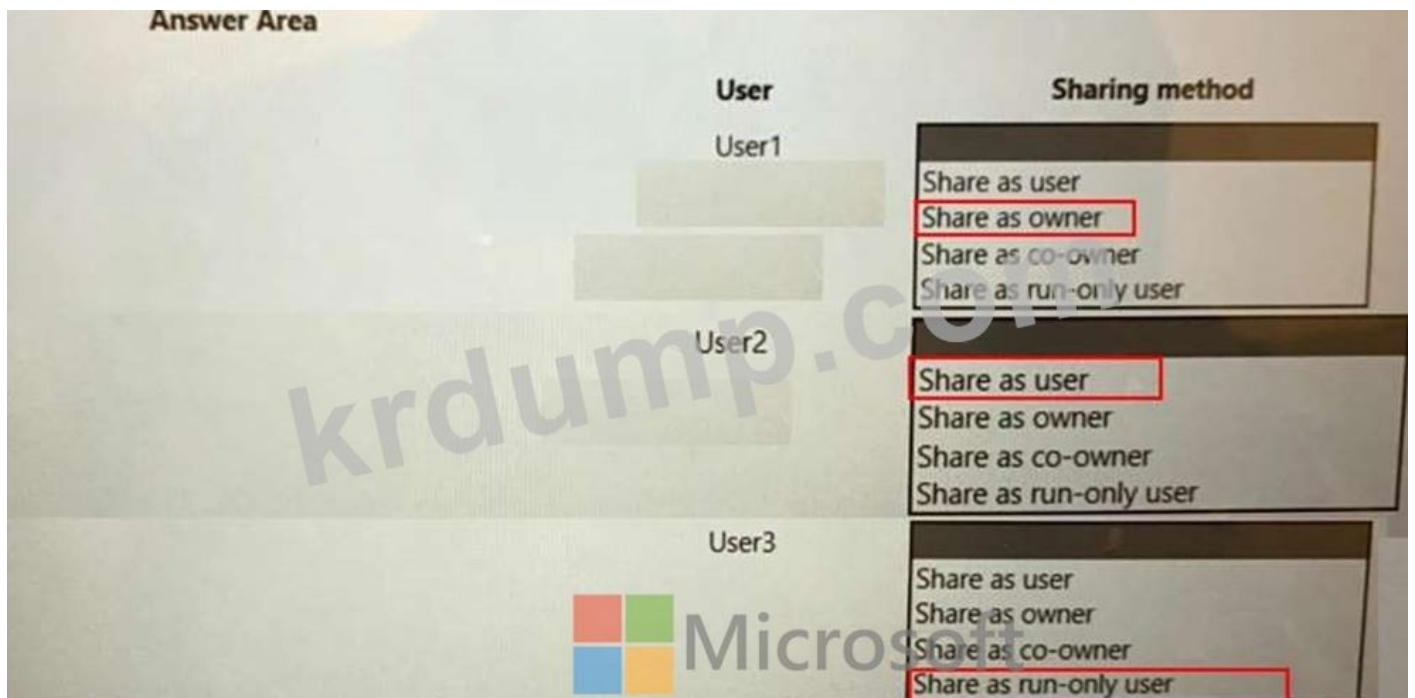 Answer Area
User Sharing method
User1
Share as user
Share as owner
Share as co-owner
Share as run-only user
User2
Share as user
Share as owner
Share as co-owner
Share as run-only user
User3
Share as user
Share as owner
Share as co-owner
Share as run-only user
krdump.com
Microsoft